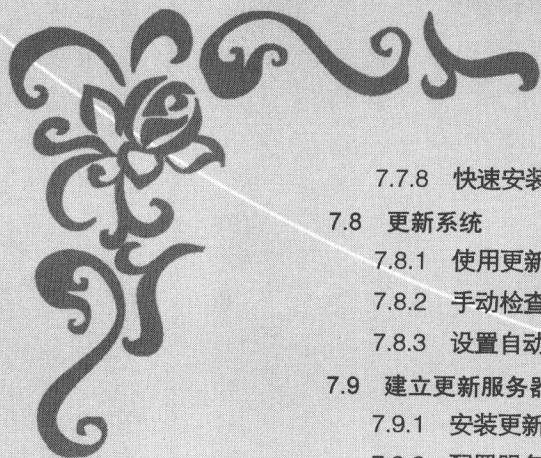 7.7.8 快速安装
7.8 更新系统
7.8.1 使用更新
7.8.2 手动检查
7.8.3 设置自动
7.9 建立更新服务器
7.9.1 安装更新